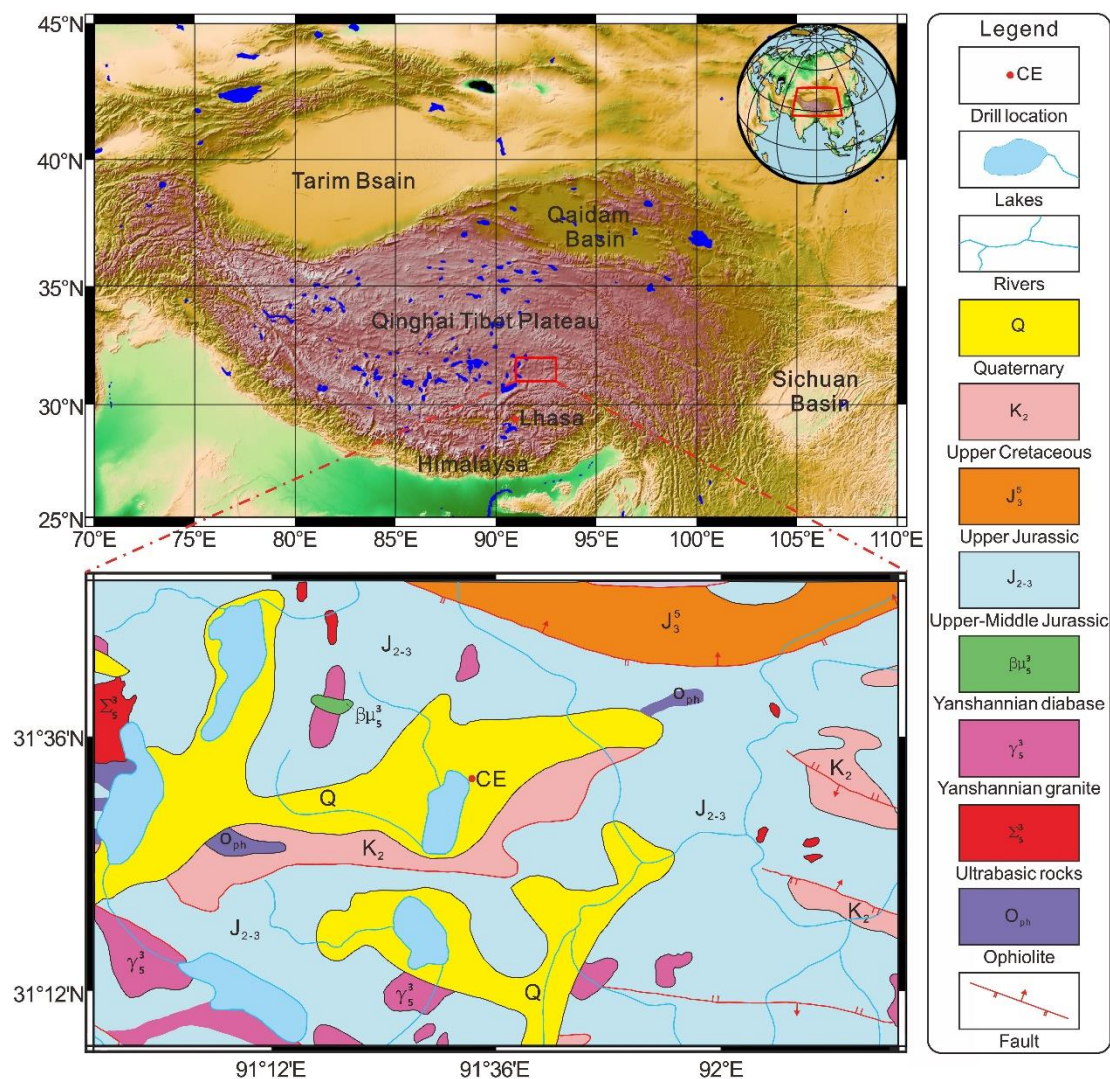 45°N
40°N
35°N
30°N
25°N
70°E
75°E
80°E
85°E
90°E
95°E
100°E
105°E
110°E
Tarim Bsain
Qaidam
Basin
Qinghai Tibet Plateau
Sichuan
Basin
Lhasa
Himalaysa
J₃⁵
J₂₋₃
Oph
Σ₅³
βμ₅³
31°36'N
K₂
CE
Q
J₂₋₃
Oph
K₂
J₂₋₃
K₂
γ₅³
γ₅³
Q
31°12'N
91°12'E
91°36'E
92°E
Legend
CE
Drill location
Lakes
Rivers
Q
Quaternary
K₂
Upper Cretaceous
J₃⁵
Upper Jurassic
J₂₋₃
Upper-Middle Jurassic
βμ₅³
Yanshannian diabase
γ₅³
Yanshannian granite
Σ₅³
Ultrabasic rocks
Oph
Ophiolite
Fault